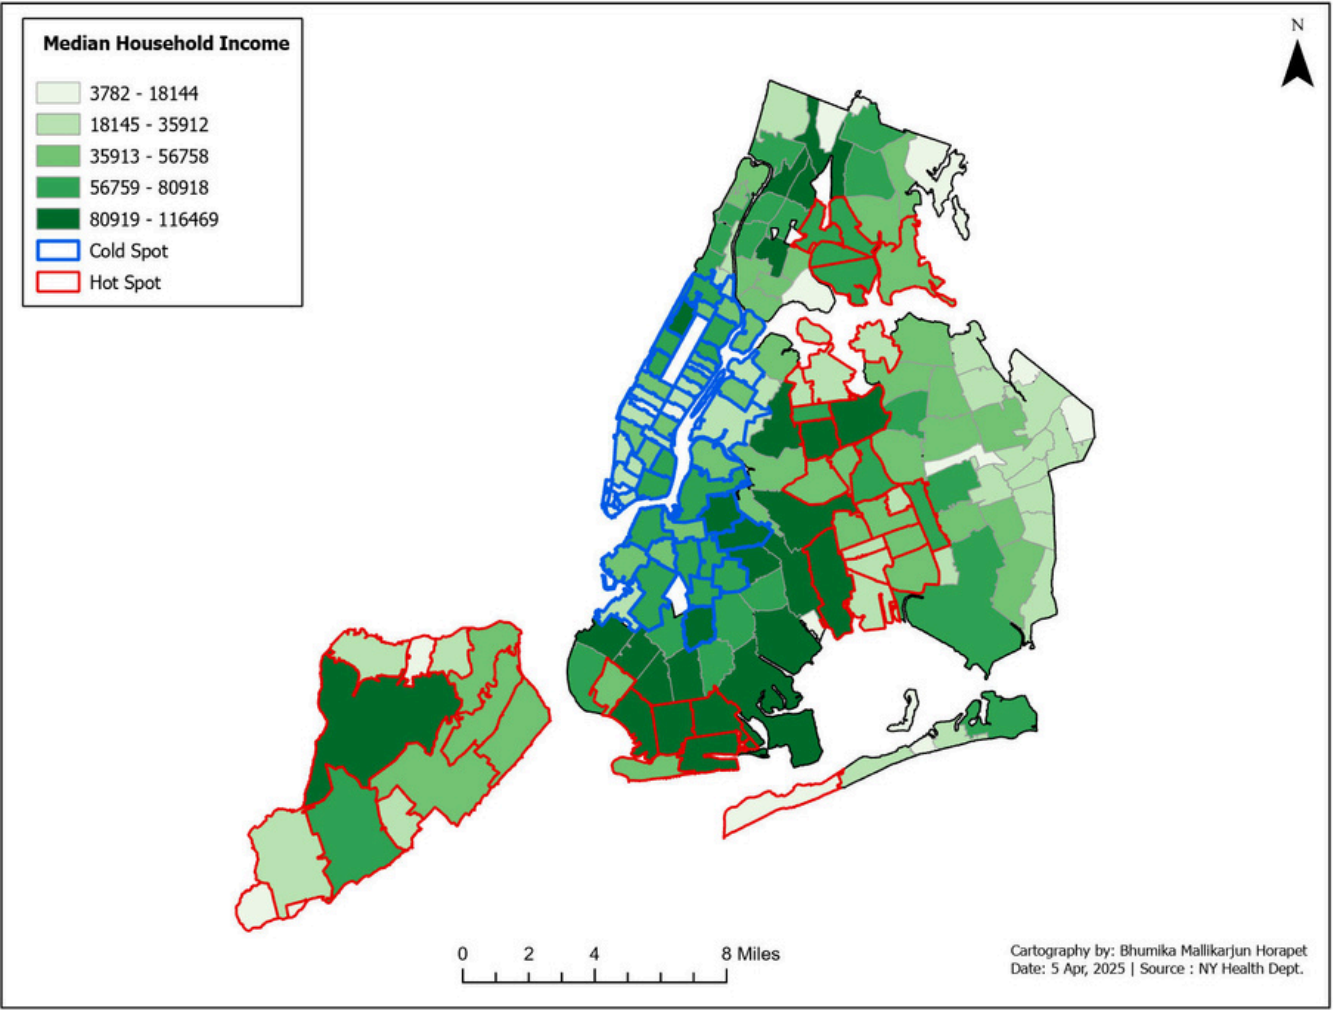 Median Household Income
3782 - 18144
18145 - 35912
35913 - 56758
56759 - 80918
80919 - 116469
Cold Spot
Hot Spot
N
0 2 4 8 Miles
Cartography by: Bhumika Mallikarjun Horapet
Date: 5 Apr, 2025 | Source : NY Health Dept.